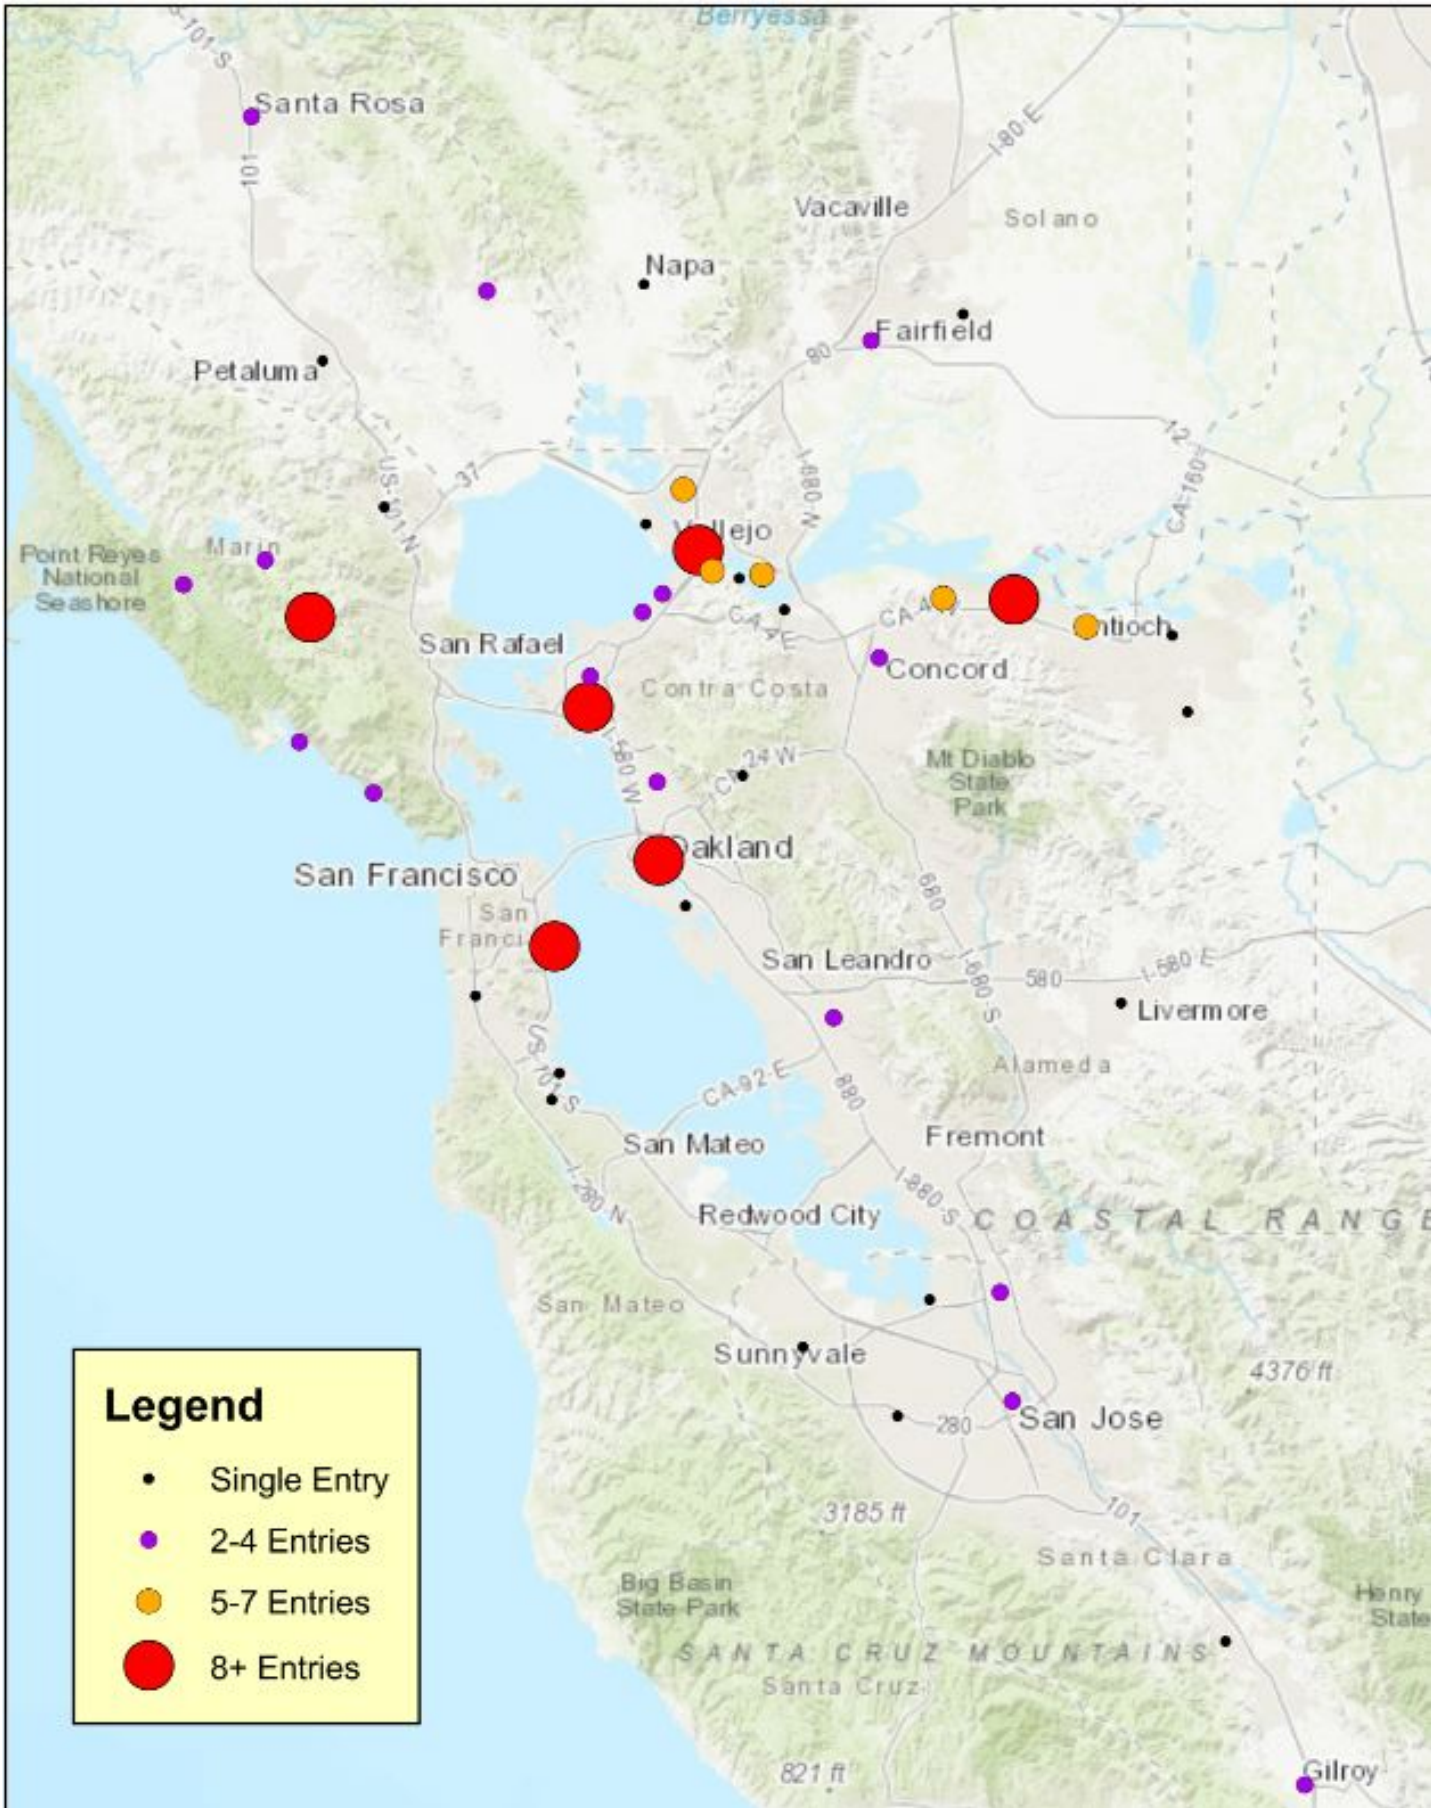 Berryessa
S-101 S
Santa Rosa
I-80 E
101
Vacaville
Solano
Napa
Fairfield
80
Petaluma
12
37
I-680 N
CA-160
US-101 N
Vallejo
Marin
Point Reyes
National
Seashore
CA-4 E
CA-4 W
Antioch
San Rafael
Concord
Contra Costa
I-580 W
CA-24 W
Mt Diablo
State
Park
Oakland
San Francisco
680
San
Franci
San Leandro
I-680 S
580
I-580 E
Livermore
US-101 S
Alameda
CA-92 E
880
Fremont
San Mateo
I-280 N
I-880 S
Redwood City
COASTAL RANGE
San Mateo
Sunnyvale
4376 ft
Legend
San Jose
280
Single Entry
3185 ft
101
2-4 Entries
Santa Clara
Big Basin
State Park
Henry
State
5-7 Entries
SANTA CRUZ MOUNTAINS
8+ Entries
Santa Cruz
821 ft
Gilroy